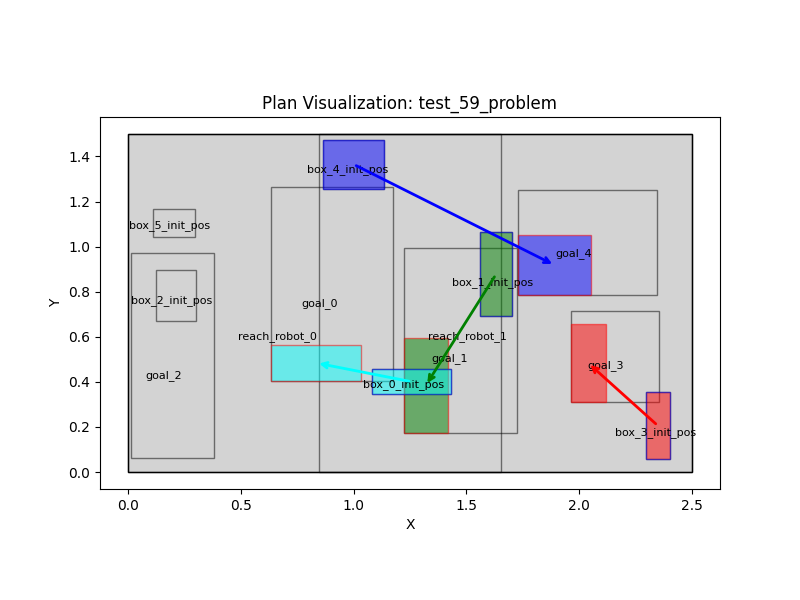 Plan Visualization: test_59_problem
1.4
1.2
1.0
0.8
0.6
0.4
0.2
0.0
Y
box_4_init_pos
box_5_init_pos
goal_4
box_1_init_pos
box_2_init_pos
goal_0
reach_robot_0
reach_robot_1
goal_1
goal_3
goal_2
box_0_init_pos
box_3_init_pos
0.0
0.5
1.0
1.5
2.0
2.5
X